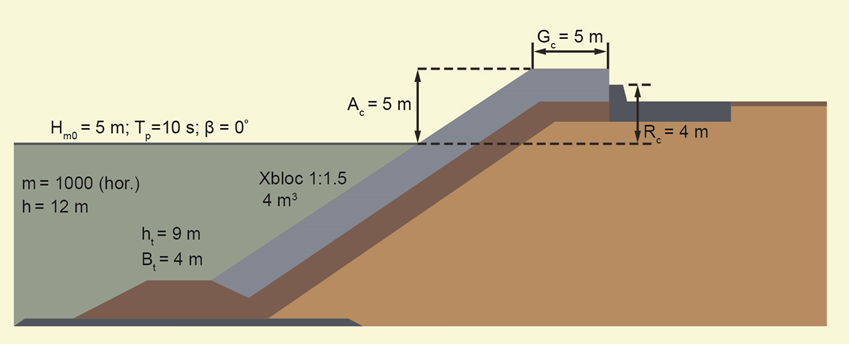 G_c = 5 m
A_c = 5 m
H_m0 = 5 m; T_p=10 s; β = 0°
R_c = 4 m
m = 1000 (hor.)
h = 12 m
Xbloc 1:1.5
4 m³
h_t = 9 m
B_t = 4 m